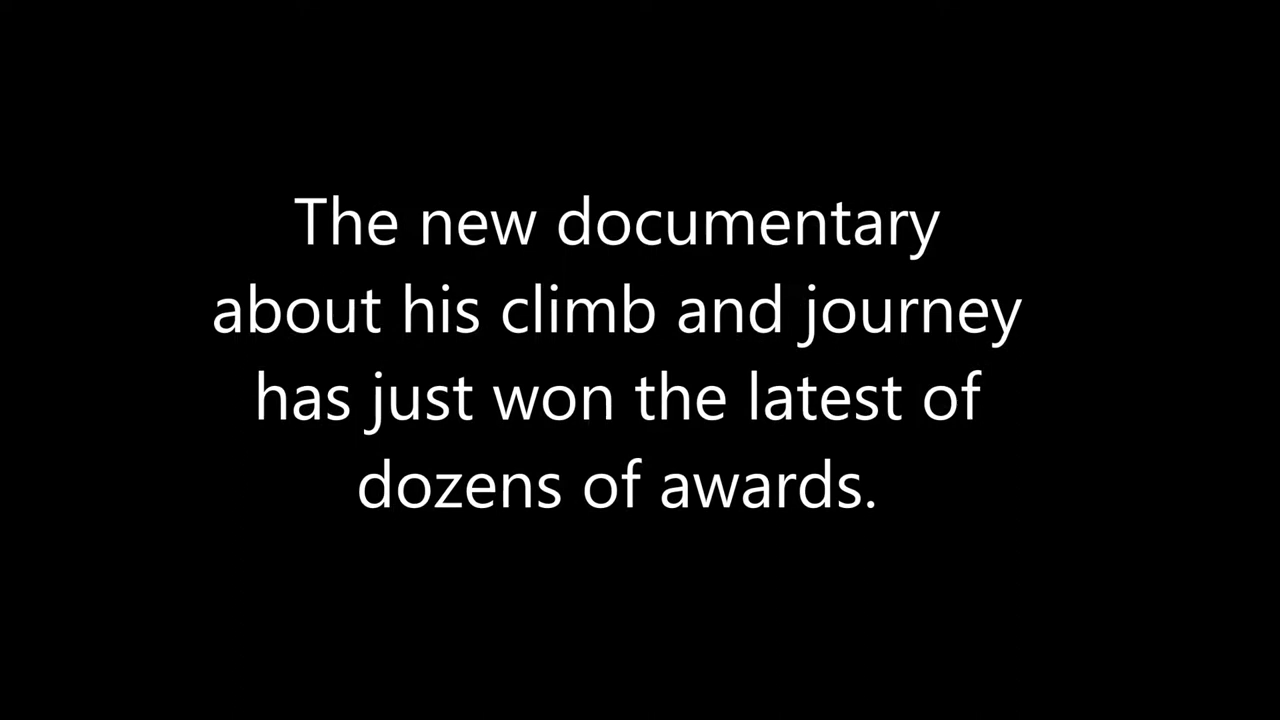 The new documentary
about his climb and journey
has just won the latest of
dozens of awards.